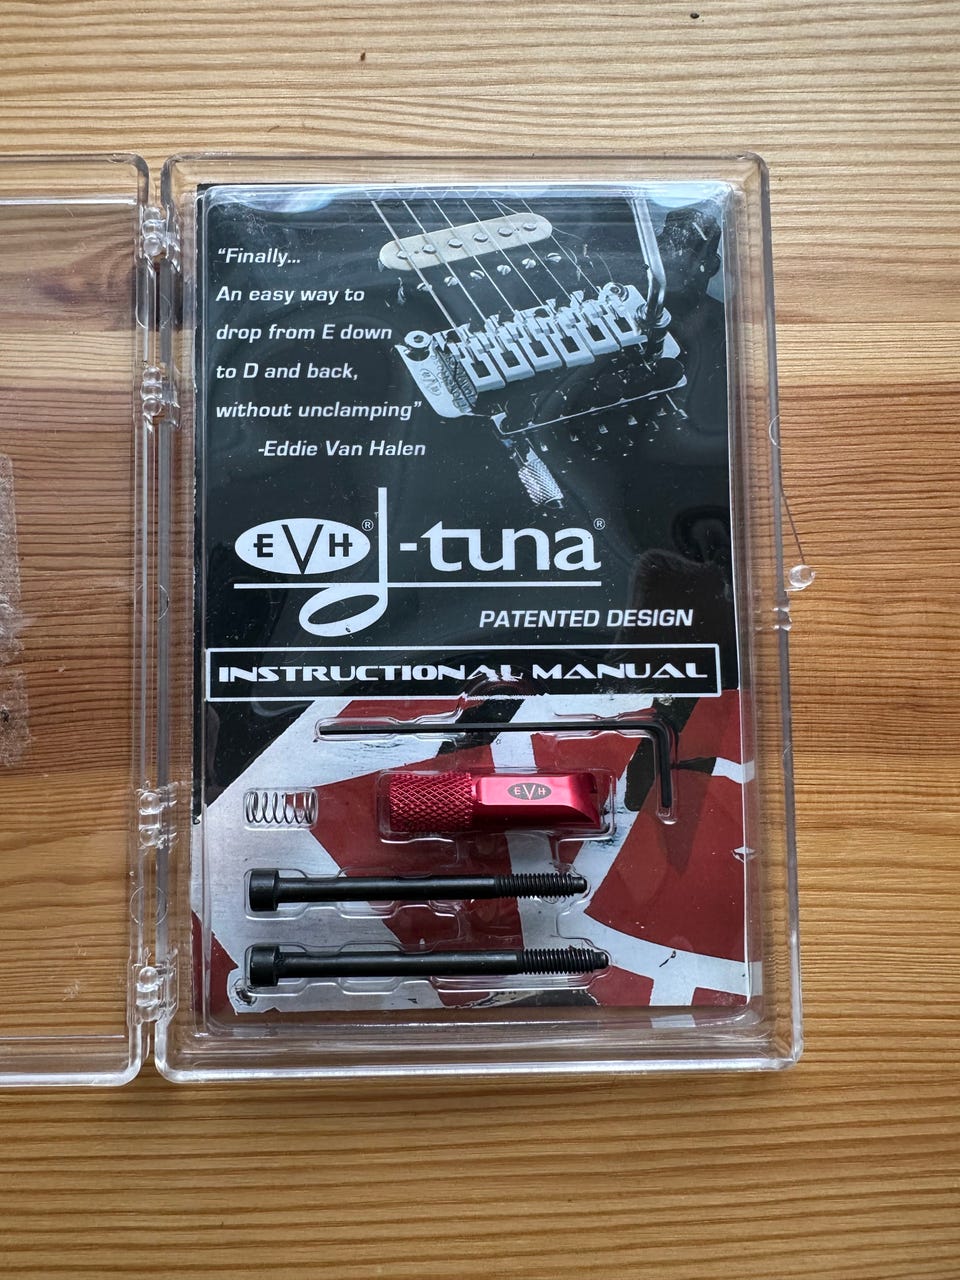 “Finally...
An easy way to
drop from E down
to D and back,
without unclamping”
-Eddie Van Halen
EVH® d-tuna®
PATENTED DESIGN
INSTRUCTIONAL MANUAL
EVH